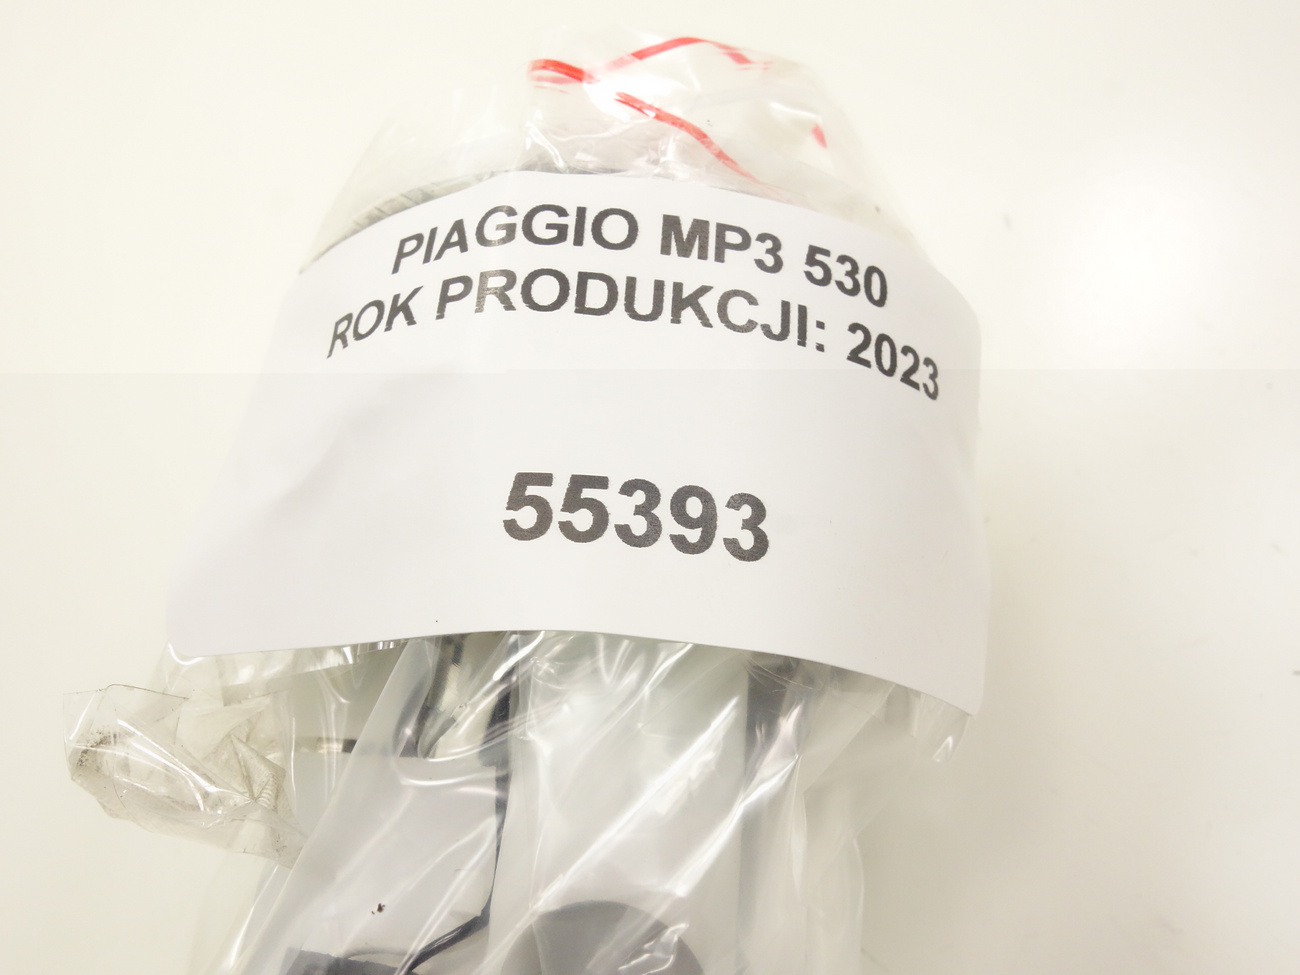 PIAGGIO MP3 530
ROK PRODUKCJI: 2023
55393